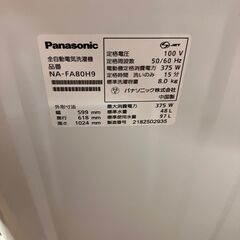 Panasonic
全自動電気洗濯機
品番
NA-FA80H9
JET
定格電圧 100 V
定格周波数 50/60 Hz
電動機定格消費電力 375 W
定格時間 洗いのみ 15 分
標準洗濯容量 8.0 kg
パナソニック株式会社
中国製
外形寸法
幅 599 mm
奥行 618 mm
高さ 1024 mm
最大消費電力 375 W
標準水量 48 L
標準使用水量 97 L
製造番号 2182502935